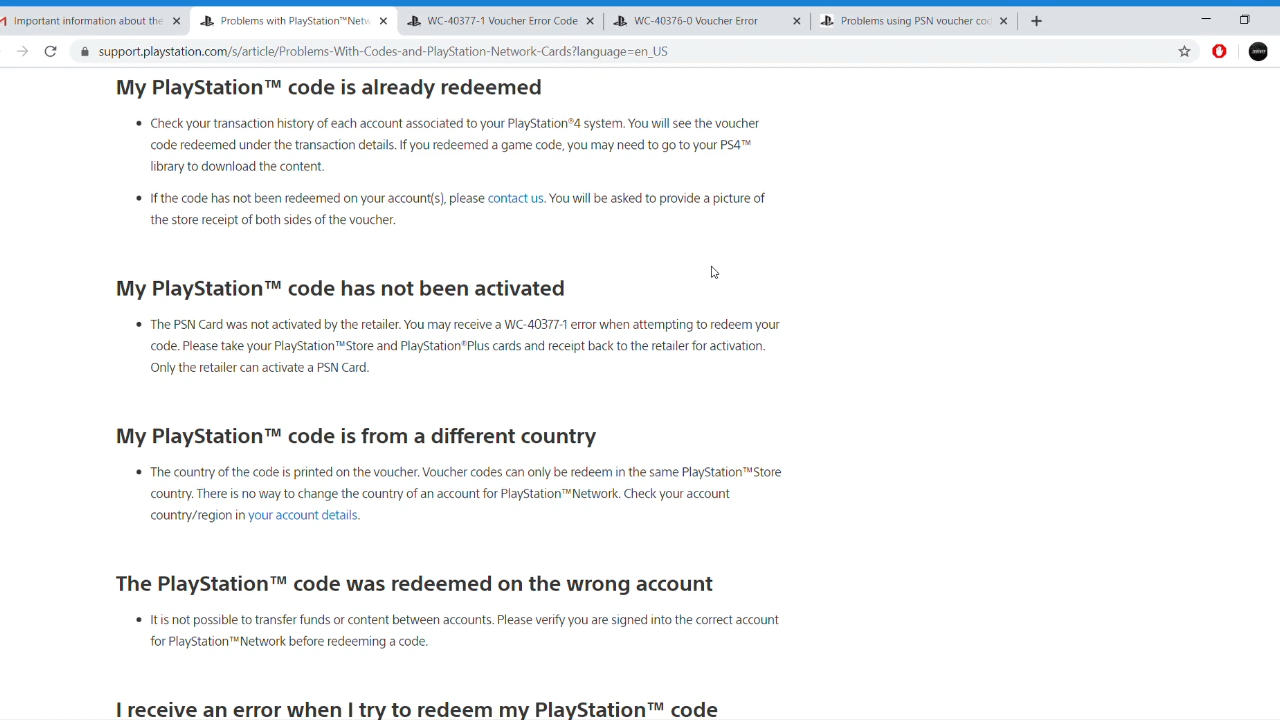 Important information about the
Problems with PlayStation™Netw
WC-40377-1 Voucher Error Code
WC-40376-0 Voucher Error
Problems using PSN voucher cod
support.playstation.com/s/article/Problems-With-Codes-and-PlayStation-Network-Cards?language=en_US
My PlayStation™ code is already redeemed
• Check your transaction history of each account associated to your PlayStation®4 system. You will see the voucher
code redeemed under the transaction details. If you redeemed a game code, you may need to go to your PS4™
library to download the content.
• If the code has not been redeemed on your account(s), please contact us. You will be asked to provide a picture of
the store receipt of both sides of the voucher.
My PlayStation™ code has not been activated
• The PSN Card was not activated by the retailer. You may receive a WC-40377-1 error when attempting to redeem your
code. Please take your PlayStation™Store and PlayStation®Plus cards and receipt back to the retailer for activation.
Only the retailer can activate a PSN Card.
My PlayStation™ code is from a different country
• The country of the code is printed on the voucher. Voucher codes can only be redeem in the same PlayStation™Store
country. There is no way to change the country of an account for PlayStation™Network. Check your account
country/region in your account details.
The PlayStation™ code was redeemed on the wrong account
• It is not possible to transfer funds or content between accounts. Please verify you are signed into the correct account
for PlayStation™Network before redeeming a code.
I receive an error when I try to redeem my PlayStation™ code